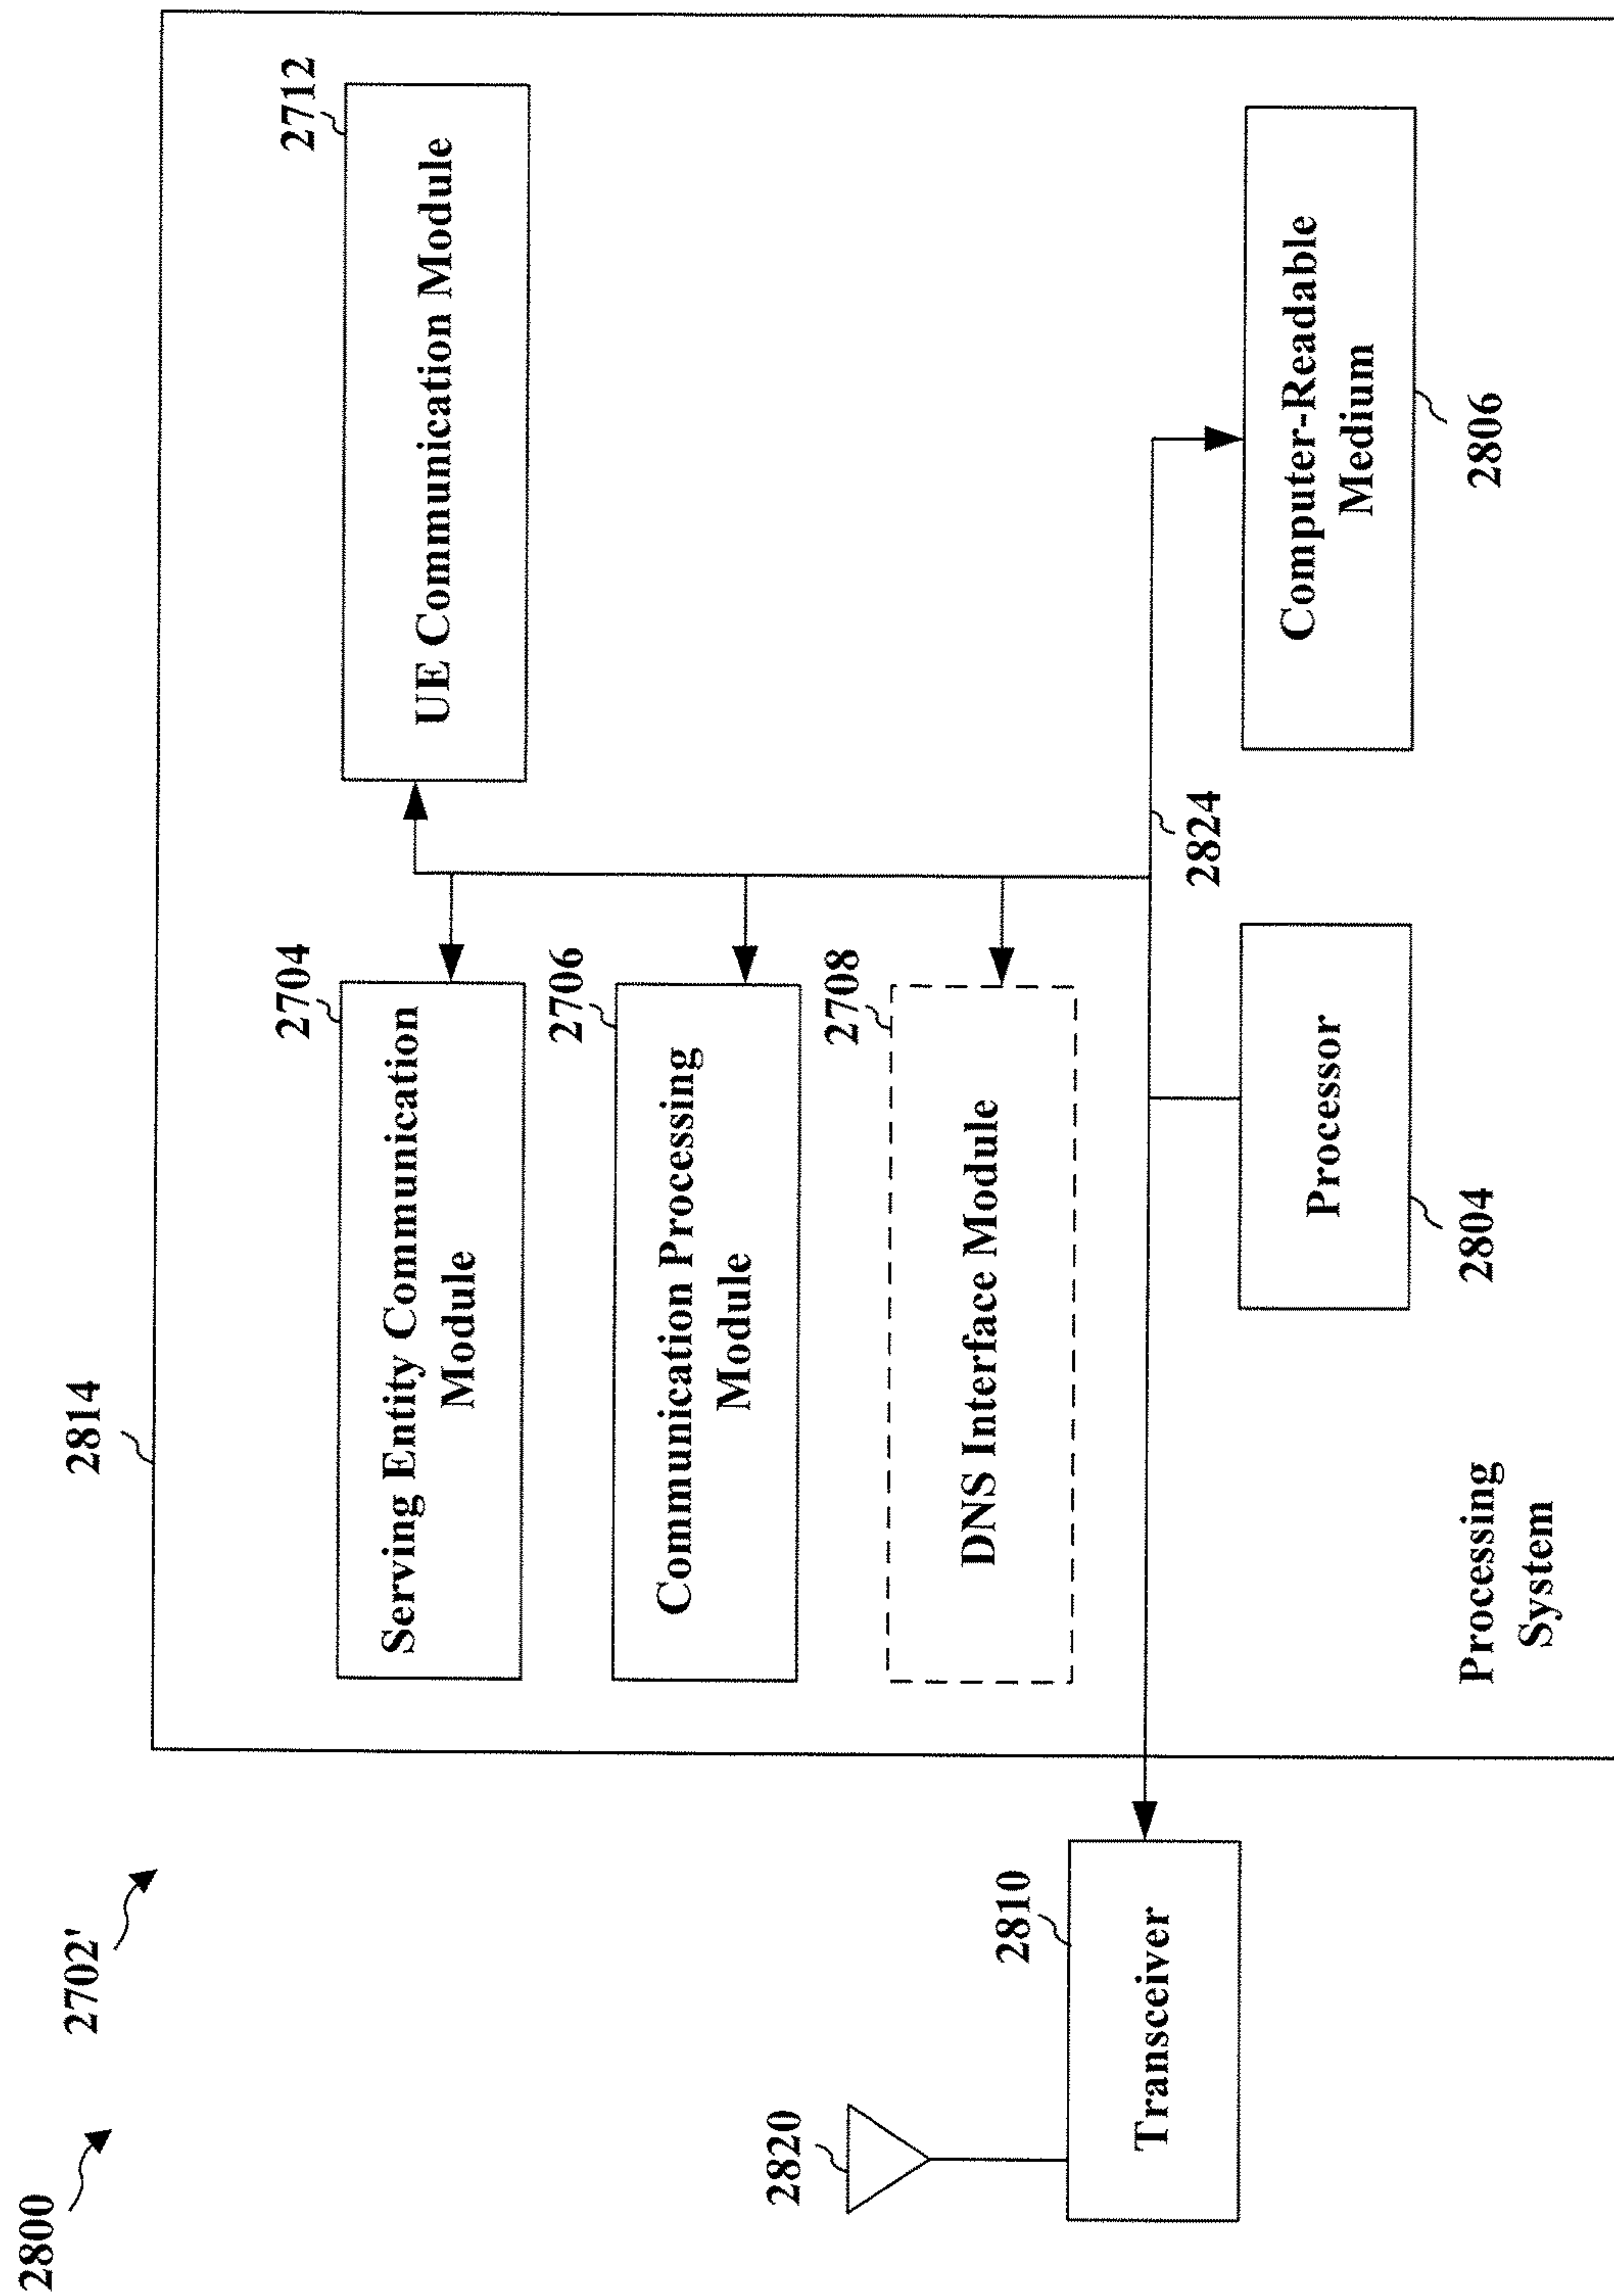 2800
2702'
2814
2704
Serving Entity Communication
Module
2712
UE Communication Module
2706
Communication Processing
Module
2708
DNS Interface Module
2820
2810
Transceiver
2824
Processor
2804
Computer-Readable
Medium
2806
Processing
System